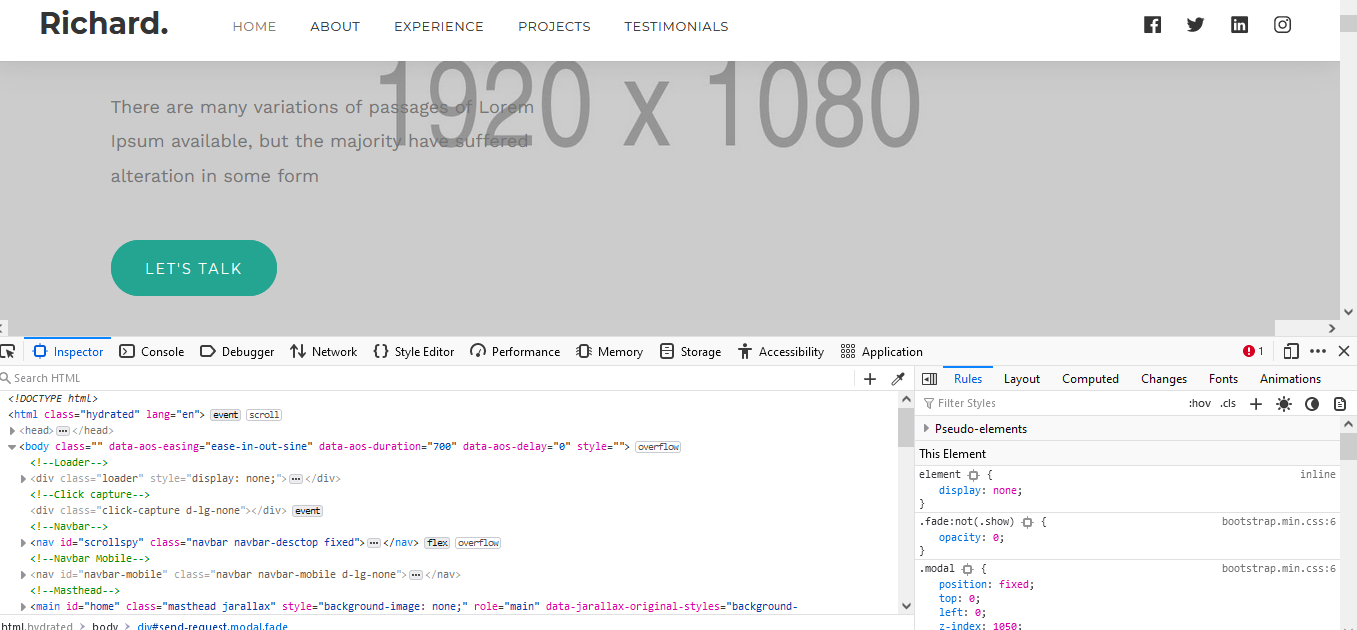 Richard.
HOME ABOUT EXPERIENCE PROJECTS TESTIMONIALS
1920 x 1080
There are many variations of passages of Lorem
Ipsum available, but the majority have suffered
alteration in some form
LET'S TALK
Inspector Console Debugger Network Style Editor Performance Memory Storage Accessibility Application 1
Search HTML
<!DOCTYPE html>
<html class="hydrated" lang="en"> event scroll
<head> ··· </head>
<body class="" data-aos-easing="ease-in-out-sine" data-aos-duration="700" data-aos-delay="0" style=""> overflow
<!--Loader-->
<div class="loader" style="display: none;"> ··· </div>
<!--Click capture-->
<div class="click-capture d-lg-none"></div> event
<!--Navbar-->
<nav id="scrollspy" class="navbar navbar-desctop fixed"> ··· </nav> flex overflow
<!--Navbar Mobile-->
<nav id="navbar-mobile" class="navbar navbar-mobile d-lg-none"> ··· </nav>
<!--Masthead-->
<main id="home" class="masthead jarallax" style="background-image: none;" role="main" data-jarallax-original-styles="background-
html.hydrated > body > div#send-request.modal.fade
Rules Layout Computed Changes Fonts Animations
Filter Styles :hov .cls
Pseudo-elements
This Element
element { inline
display: none;
}
.fade:not(.show) { bootstrap.min.css:6
opacity: 0;
}
.modal { bootstrap.min.css:6
position: fixed;
top: 0;
left: 0;
z-index: 1050;